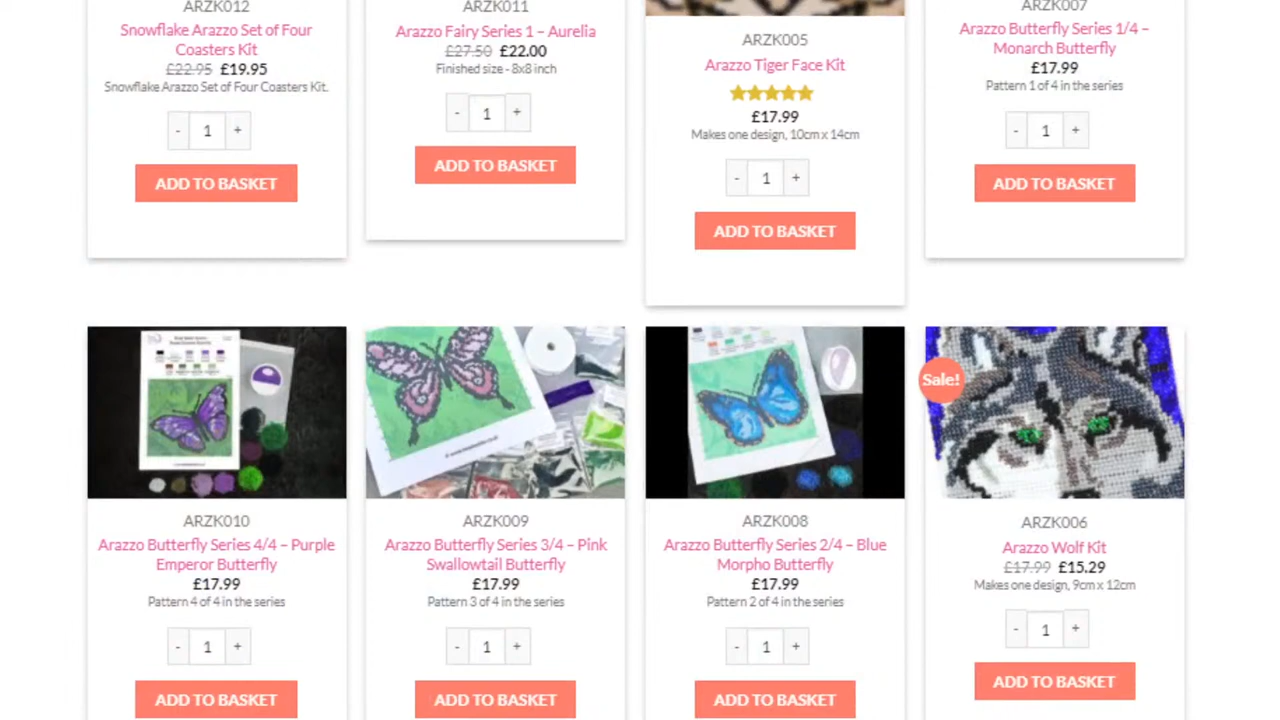 ARZK012
Snowflake Arazzo Set of Four
Coasters Kit
£22.95 £19.95
Snowflake Arazzo Set of Four Coasters Kit.
- 1 +
ADD TO BASKET
ARZK011
Arazzo Fairy Series 1 – Aurelia
£27.50 £22.00
Finished size - 8x8 inch
- 1 +
ADD TO BASKET
ARZK005
Arazzo Tiger Face Kit
£17.99
Makes one design, 10cm x 14cm
- 1 +
ADD TO BASKET
ARZK007
Arazzo Butterfly Series 1/4 –
Monarch Butterfly
£17.99
Pattern 1 of 4 in the series
- 1 +
ADD TO BASKET
ARZK010
Arazzo Butterfly Series 4/4 – Purple
Emperor Butterfly
£17.99
Pattern 4 of 4 in the series
- 1 +
ADD TO BASKET
ARZK009
Arazzo Butterfly Series 3/4 – Pink
Swallowtail Butterfly
£17.99
Pattern 3 of 4 in the series
- 1 +
ADD TO BASKET
ARZK008
Arazzo Butterfly Series 2/4 – Blue
Morpho Butterfly
£17.99
Pattern 2 of 4 in the series
- 1 +
ADD TO BASKET
Sale!
ARZK006
Arazzo Wolf Kit
£17.99 £15.29
Makes one design, 9cm x 12cm
- 1 +
ADD TO BASKET